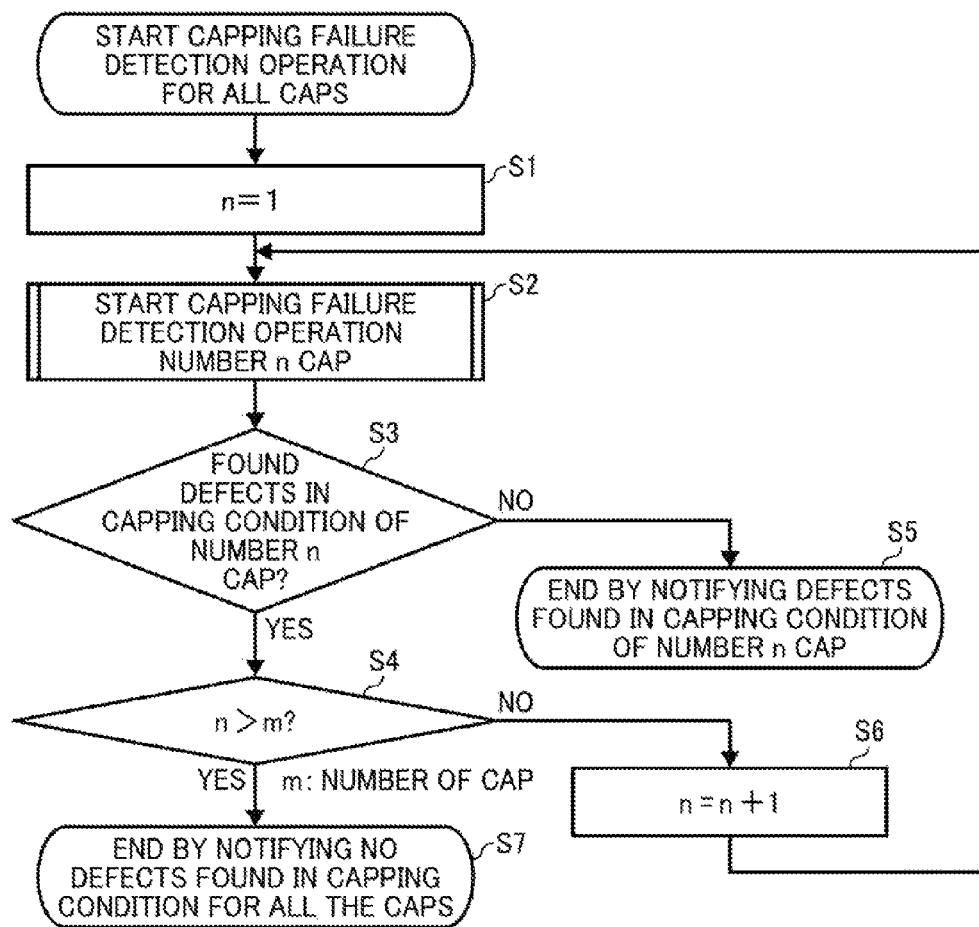 START CAPPING FAILURE
DETECTION OPERATION
FOR ALL CAPS
S1
n=1
S2
START CAPPING FAILURE
DETECTION OPERATION
NUMBER n CAP
S3
FOUND
DEFECTS IN
CAPPING CONDITION OF
NUMBER n
CAP?
NO
YES
S5
END BY NOTIFYING DEFECTS
FOUND IN CAPPING CONDITION
OF NUMBER n CAP
S4
n>m?
NO
YES
m: NUMBER OF CAP
S6
n=n+1
S7
END BY NOTIFYING NO
DEFECTS FOUND IN CAPPING
CONDITION FOR ALL THE CAPS